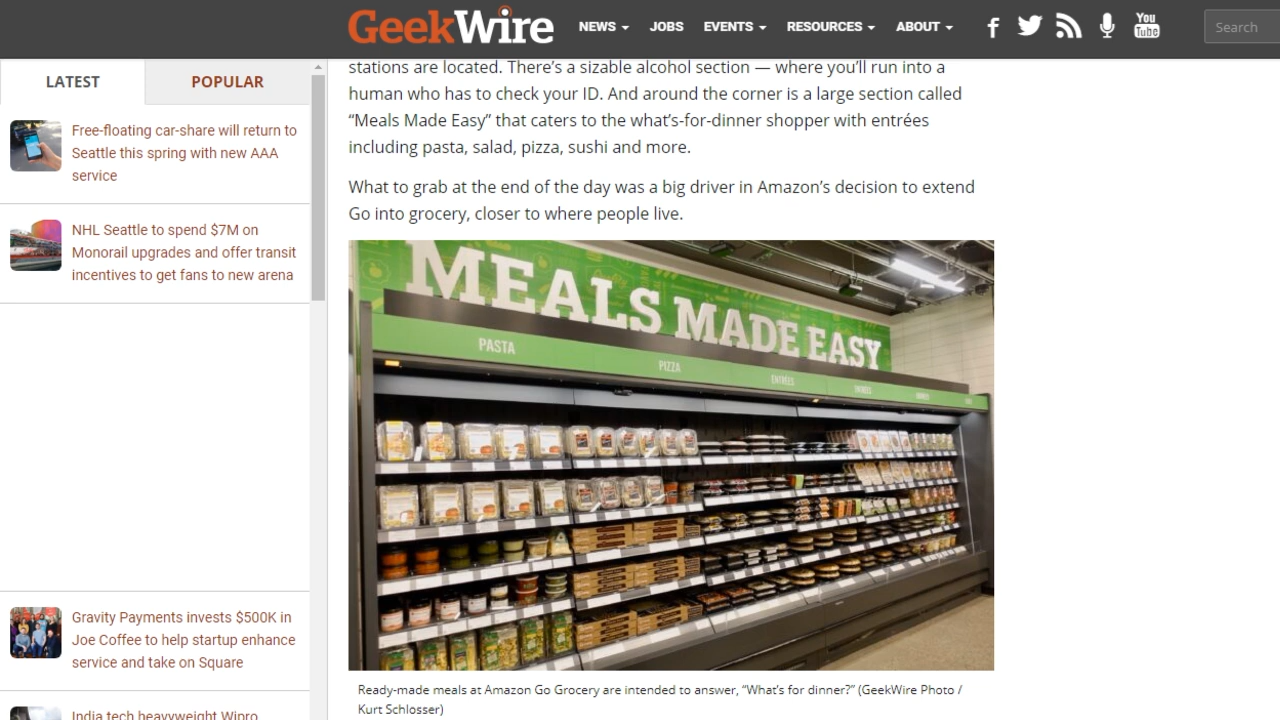 GeekWire
NEWS
JOBS
EVENTS
RESOURCES
ABOUT
You
Tube
Search
LATEST
POPULAR
Free-floating car-share will return to
Seattle this spring with new AAA
service
NHL Seattle to spend $7M on
Monorail upgrades and offer transit
incentives to get fans to new arena
Gravity Payments invests $500K in
Joe Coffee to help startup enhance
service and take on Square
India tech heavyweight Wipro
stations are located. There’s a sizable alcohol section — where you’ll run into a
human who has to check your ID. And around the corner is a large section called
“Meals Made Easy” that caters to the what’s-for-dinner shopper with entrées
including pasta, salad, pizza, sushi and more.
What to grab at the end of the day was a big driver in Amazon’s decision to extend
Go into grocery, closer to where people live.
MEALS MADE EASY
PASTA
PIZZA
ENTRÉES
ENTRÉES
Ready-made meals at Amazon Go Grocery are intended to answer, “What’s for dinner?” (GeekWire Photo /
Kurt Schlosser)